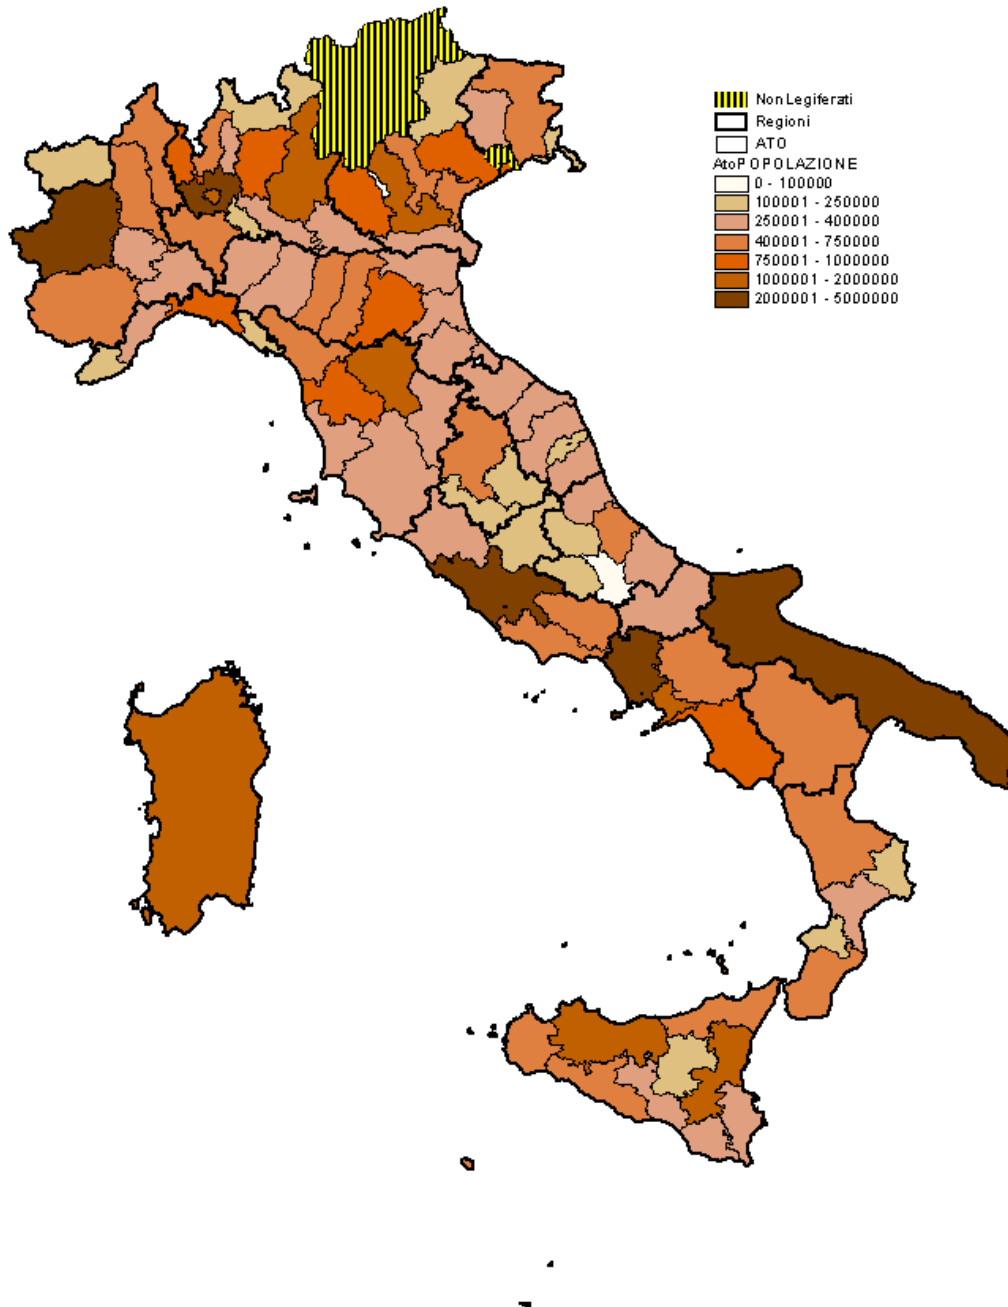 Non Legiferati
Regioni
ATO
AtoPOPOLAZIONE
0 - 100000
100001 - 250000
250001 - 400000
400001 - 750000
750001 - 1000000
1000001 - 2000000
2000001 - 5000000